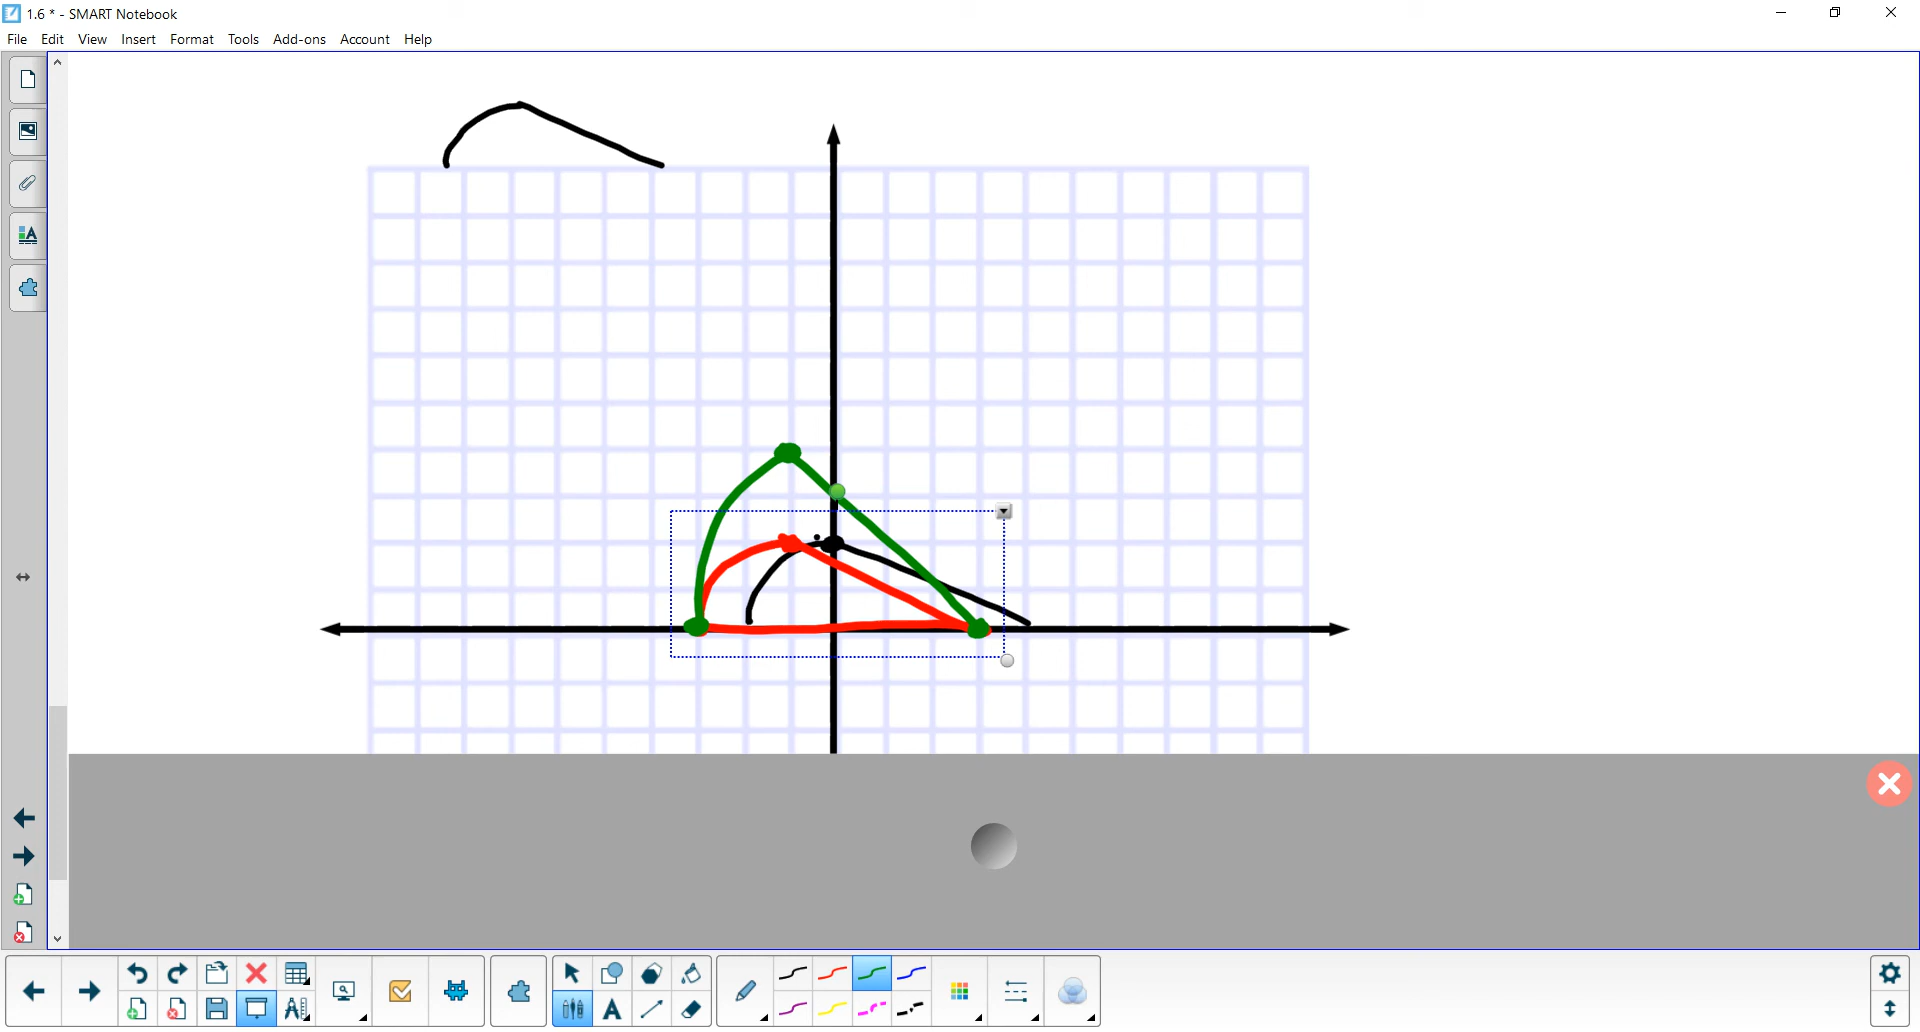 1.6 * - SMART Notebook
File Edit View Insert Format Tools Add-ons Account Help